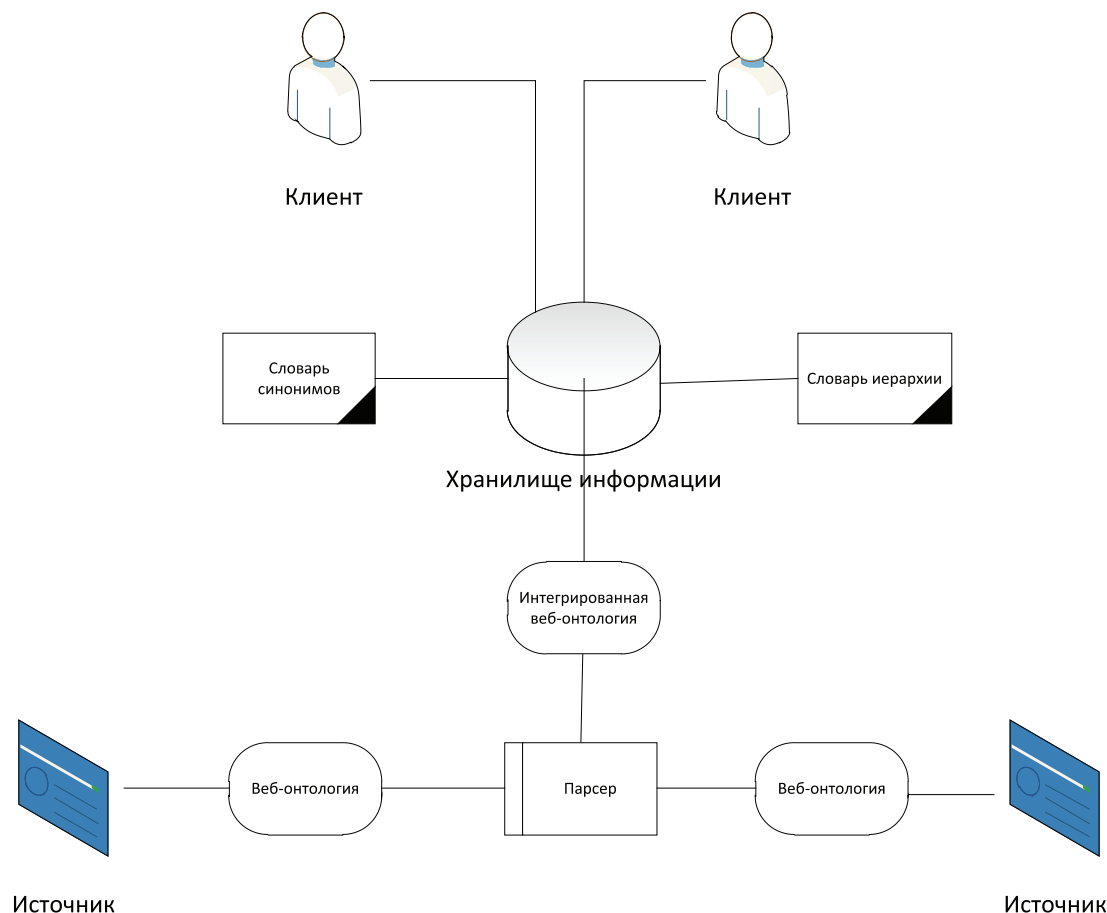 Клиент
Клиент
Словарь
синонимов
Словарь иерархии
Хранилище информации
Интегрированная
веб-онтология
Веб-онтология
Парсер
Веб-онтология
Источник
Источник